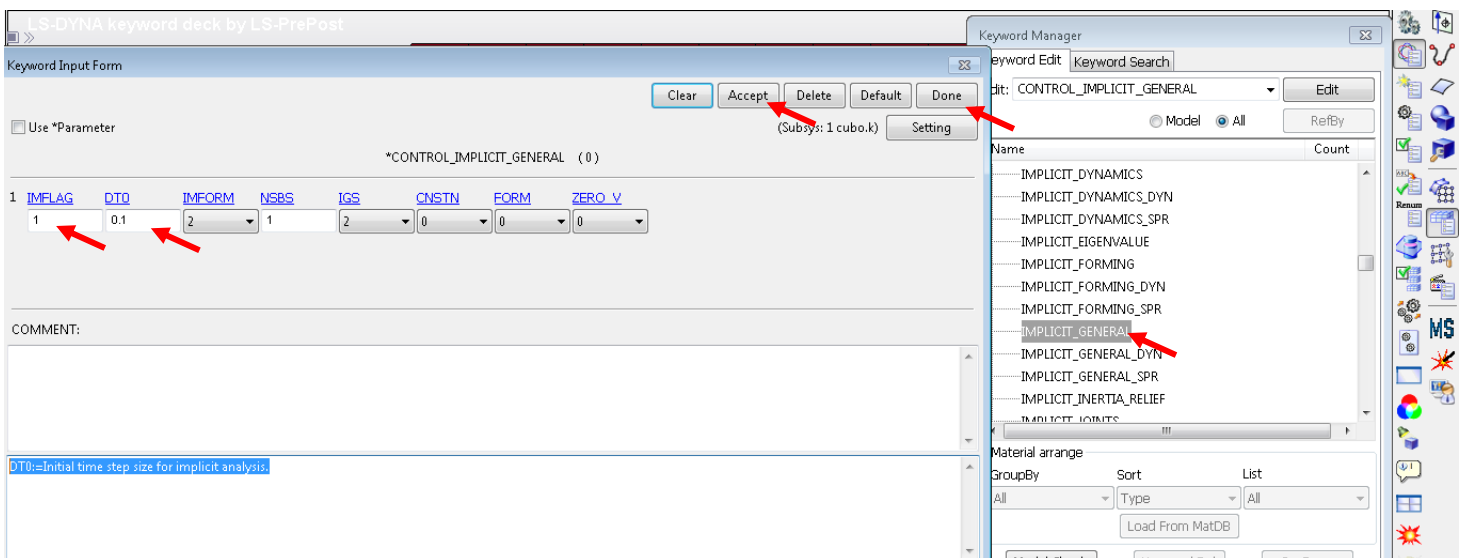 LS-DYNA keyword deck by LS-PrePost
Keyword Input Form
Clear Accept Delete Default Done
Use *Parameter (Subsys: 1 cubo.k) Setting
*CONTROL_IMPLICIT_GENERAL (0)
1 IMFLAG DT0 IMFORM NSBS IGS CNSTN FORM ZERO_V
1 0.1 2 1 2 0 0 0
COMMENT:
DT0:=Initial time step size for implicit analysis.
Keyword Manager
eyword Edit Keyword Search
dit: CONTROL_IMPLICIT_GENERAL Edit
Model All RefBy
Name Count
IMPLICIT_DYNAMICS
IMPLICIT_DYNAMICS_DYN
IMPLICIT_DYNAMICS_SPR
IMPLICIT_EIGENVALUE
IMPLICIT_FORMING
IMPLICIT_FORMING_DYN
IMPLICIT_FORMING_SPR
IMPLICIT_GENERAL
IMPLICIT_GENERAL_DYN
IMPLICIT_GENERAL_SPR
IMPLICIT_INERTIA_RELIEF
IMPLICIT_JOINTS
Material arrange
GroupBy Sort List
All Type All
Load From MatDB
Renum
MS